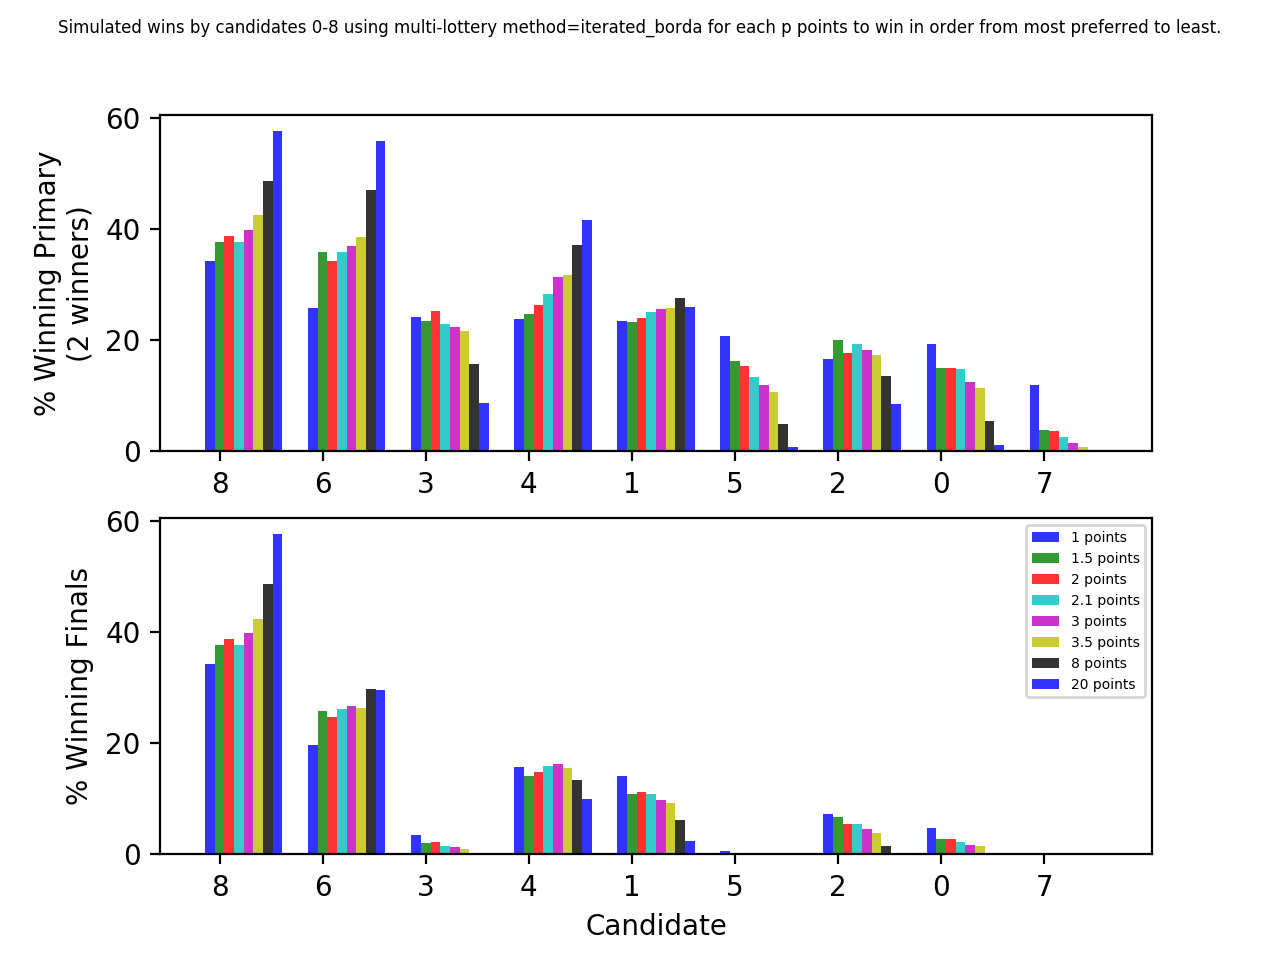 Simulated wins by candidates 0-8 using multi-lottery method=iterated_borda for each p points to win in order from most preferred to least.
60
40
20
0
% Winning Primary
(2 winners)
8 6 3 4 1 5 2 0 7
60
40
20
0
% Winning Finals
1 points
1.5 points
2 points
2.1 points
3 points
3.5 points
8 points
20 points
8 6 3 4 1 5 2 0 7
Candidate